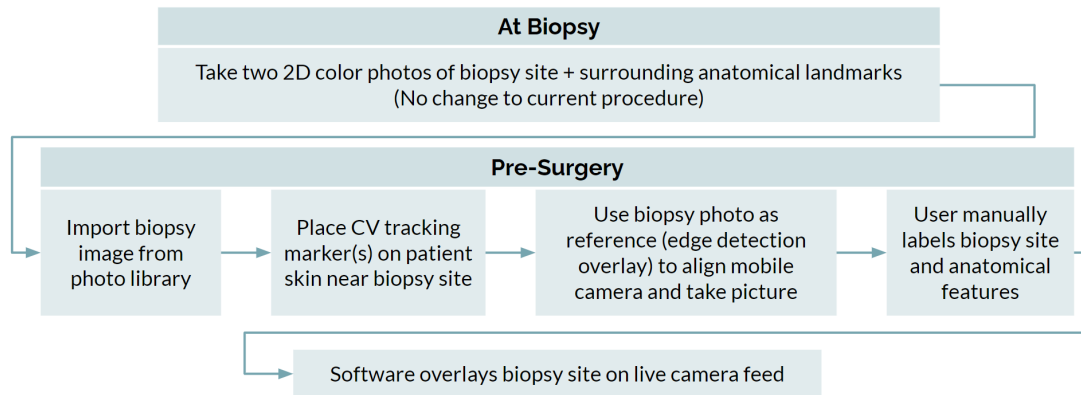 At Biopsy
Take two 2D color photos of biopsy site + surrounding anatomical landmarks
(No change to current procedure)
Pre-Surgery
Import biopsy
image from
photo library
Place CV tracking
marker(s) on patient
skin near biopsy site
Use biopsy photo as
reference (edge detection
overlay) to align mobile
camera and take picture
User manually
labels biopsy site
and anatomical
features
Software overlays biopsy site on live camera feed